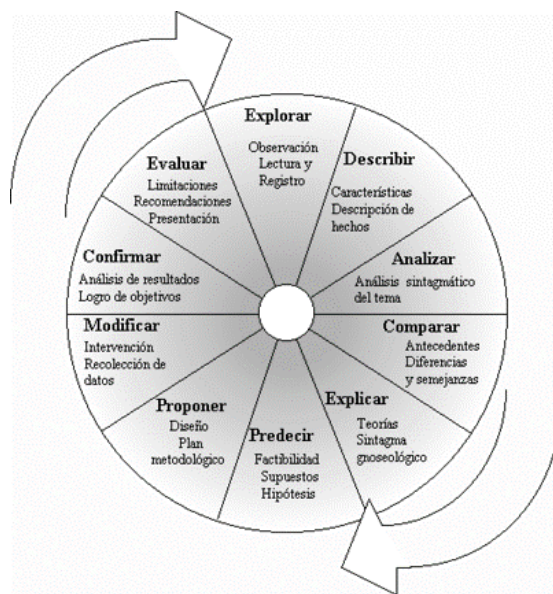 Explorar
Observación
Lectura y
Registro
Describir
Características
Descripción de
hechos
Analizar
Análisis sintagmático
del tema
Comparar
Antecedentes
Diferencias
y semejanzas
Explicar
Teorías
Sintagma
gnoseológico
Predecir
Factibilidad
Supuestos
Hipótesis
Proponer
Diseño
Plan
metodológico
Modificar
Intervención
Recolección de
datos
Confirmar
Análisis de resultados
Logro de objetivos
Evaluar
Limitaciones
Recomendaciones
Presentación